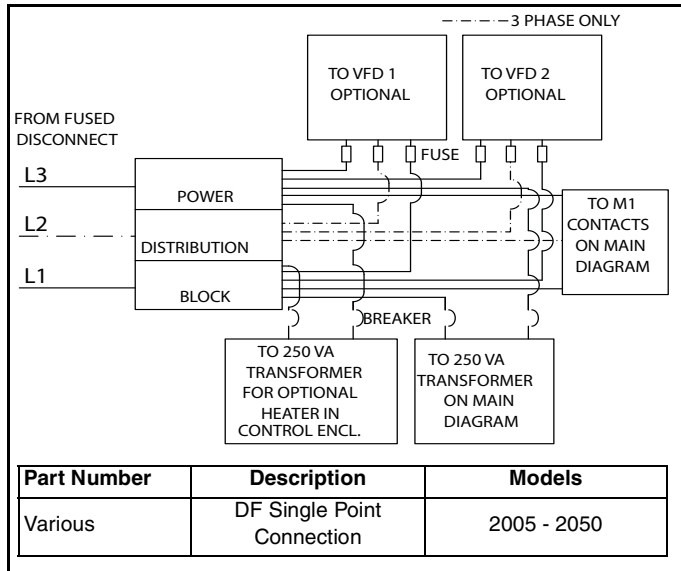 3 PHASE ONLY
TO VFD 1
OPTIONAL
TO VFD 2
OPTIONAL
FROM FUSED
DISCONNECT
FUSE
L3
POWER
TO M1
CONTACTS
ON MAIN
DIAGRAM
L2
DISTRIBUTION
L1
BLOCK
BREAKER
TO 250 VA
TRANSFORMER
FOR OPTIONAL
HEATER IN
CONTROL ENCL.
TO 250 VA
TRANSFORMER
ON MAIN
DIAGRAM
Part Number Description Models
Various DF Single Point
Connection 2005 - 2050